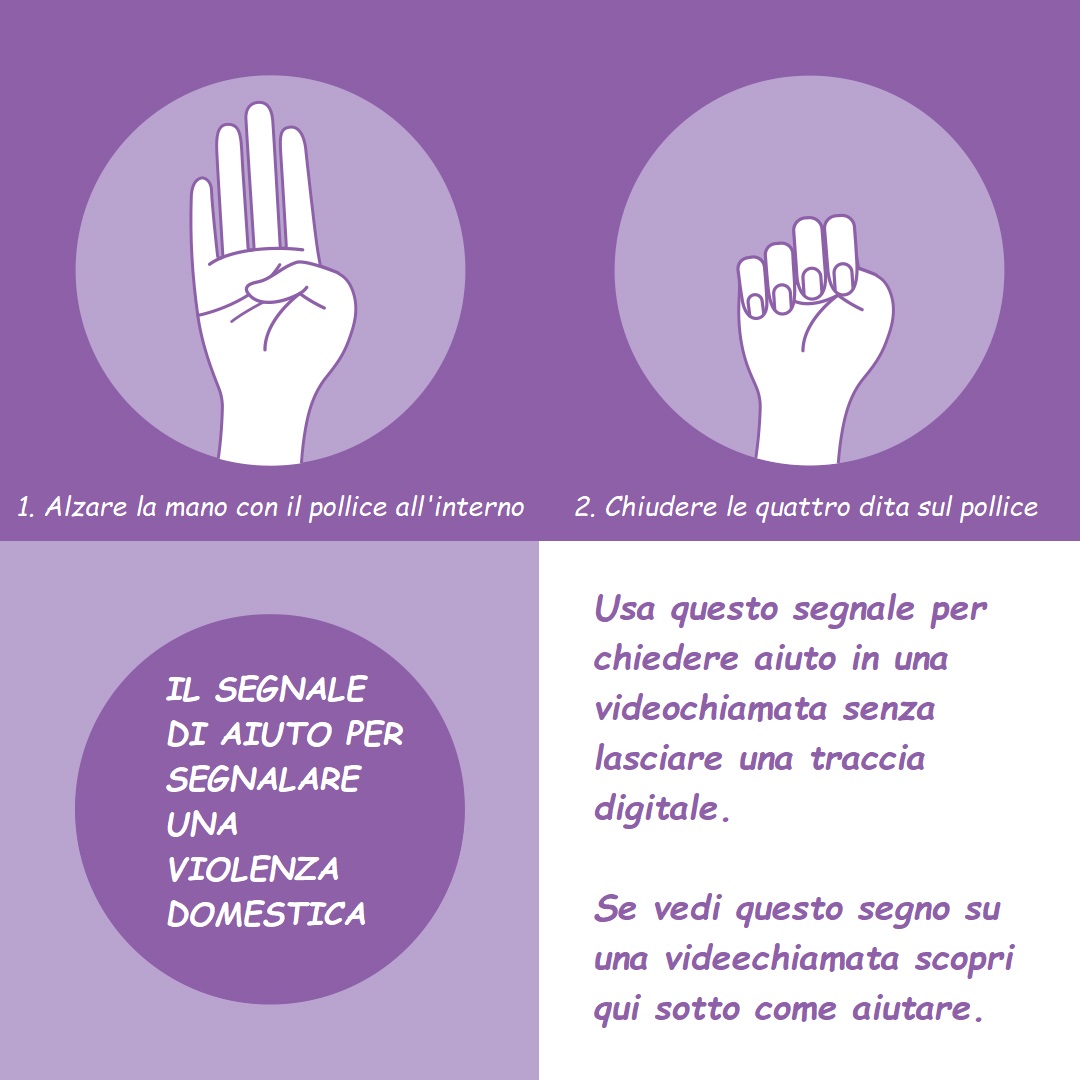 1. Alzare la mano con il pollice all'interno
2. Chiudere le quattro dita sul pollice
IL SEGNALE
DI AIUTO PER
SEGNALARE
UNA
VIOLENZA
DOMESTICA
Usa questo segnale per
chiedere aiuto in una
videochiamata senza
lasciare una traccia
digitale.
Se vedi questo segno su
una videechiamata scopri
qui sotto come aiutare.